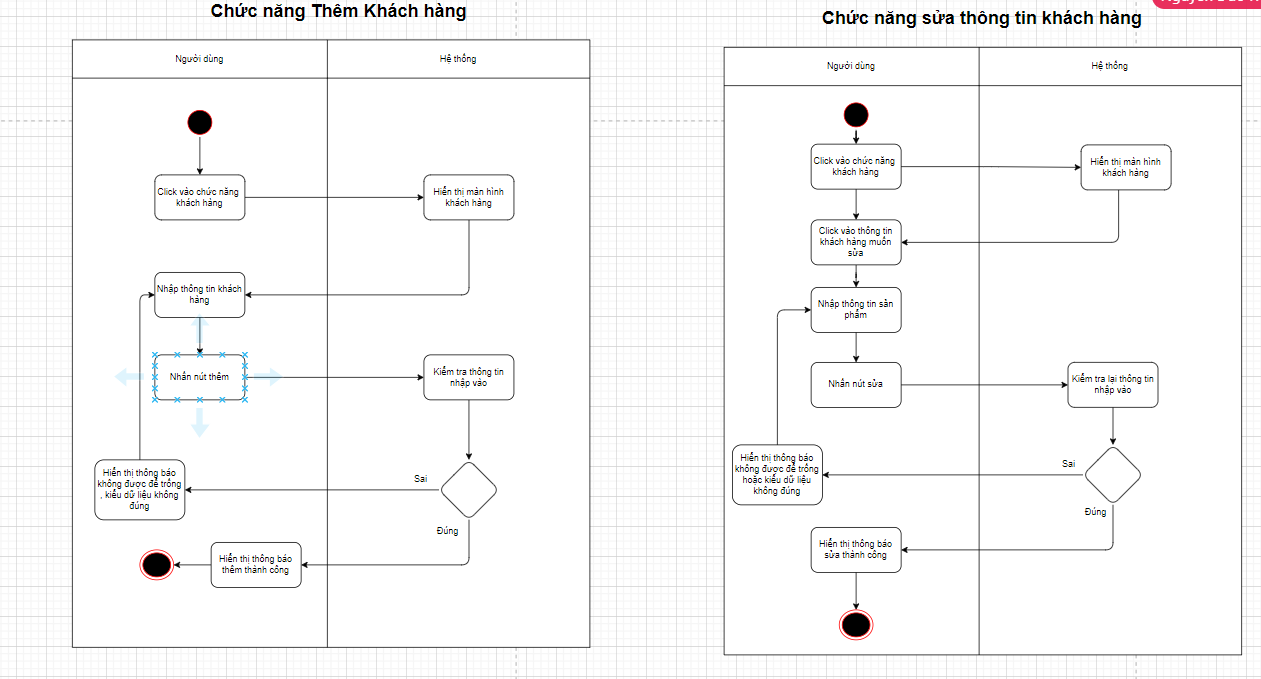 Chức năng Thêm Khách hàng
Người dùng
Hệ thống
Click vào chức năng
khách hàng
Hiển thị màn hình
khách hàng
Nhập thông tin khách
hàng
Nhấn nút thêm
Kiểm tra thông tin
nhập vào
Hiển thị thông báo
không được để trống
, kiểu dữ liệu không
đúng
Sai
Đúng
Hiển thị thông báo
thêm thành công
Chức năng sửa thông tin khách hàng
Người dùng
Hệ thống
Click vào chức năng
khách hàng
Hiển thị màn hình
khách hàng
Click vào thông tin
khách hàng muốn
sửa
Nhập thông tin sản
phẩm
Nhấn nút sửa
Kiểm tra lại thông tin
nhập vào
Hiển thị thông báo
không được để trống
hoặc kiểu dữ liệu
không đúng
Sai
Đúng
Hiển thị thông báo
sửa thành công